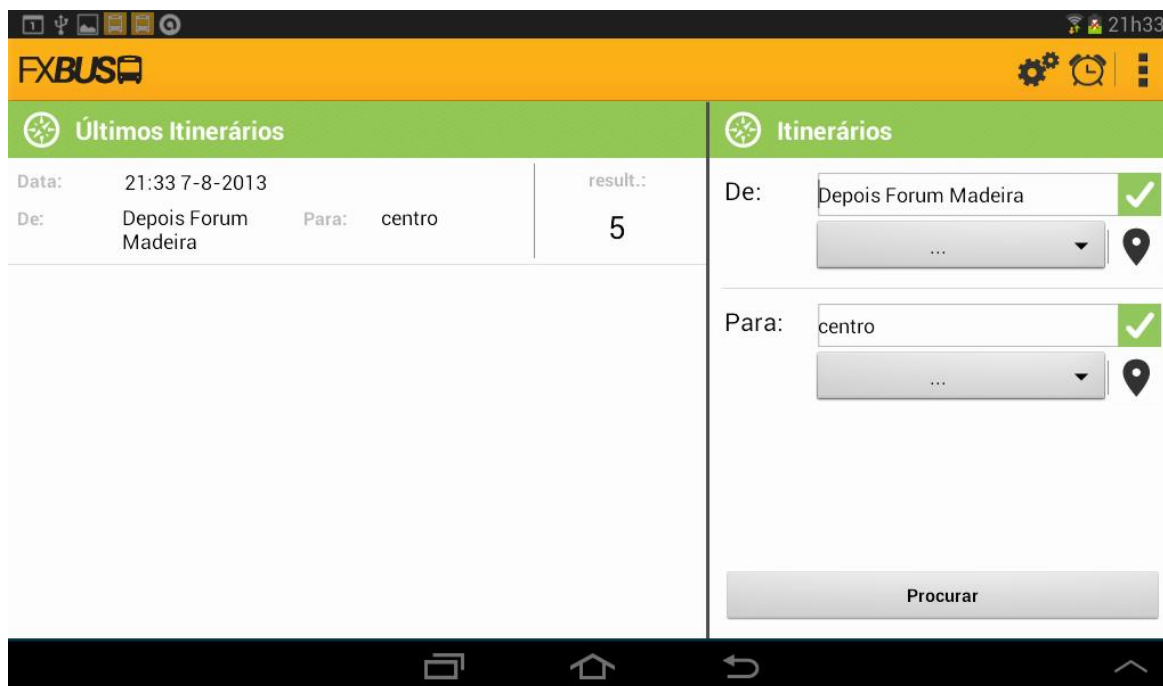 1
21h33
FXBUS
Últimos Itinerários
Data: 21:33 7-8-2013
result.:
De: Depois Forum
Madeira
Para: centro
5
Itinerários
De: Depois Forum Madeira
...
Para: centro
...
Procurar